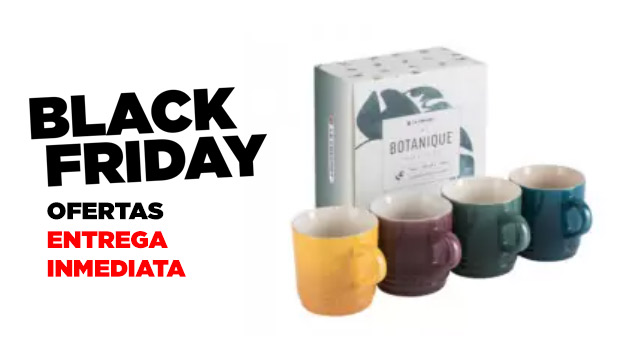 BLACK
FRIDAY
OFERTAS
ENTREGA
INMEDIATA
BOTANIQUE